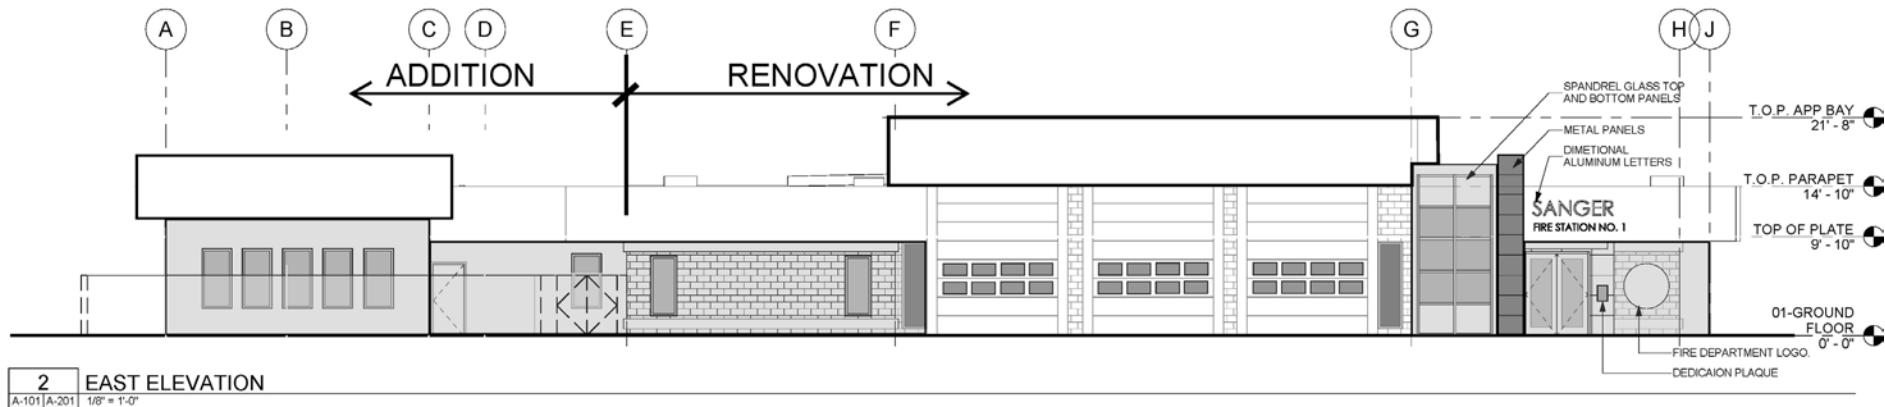 A B C D E F G H J
ADDITION RENOVATION
SPANDREL GLASS TOP
AND BOTTOM PANELS
T.O.P. APP BAY
21' - 8"
METAL PANELS
DIMETIONAL
ALUMINUM LETTERS
T.O.P. PARAPET
14' - 10"
SANGER
FIRE STATION NO. 1
TOP OF PLATE
9' - 10"
01-GROUND
FLOOR
0' - 0"
FIRE DEPARTMENT LOGO.
DEDICAION PLAQUE
2 EAST ELEVATION
A-101 A-201 1/8" = 1'-0"